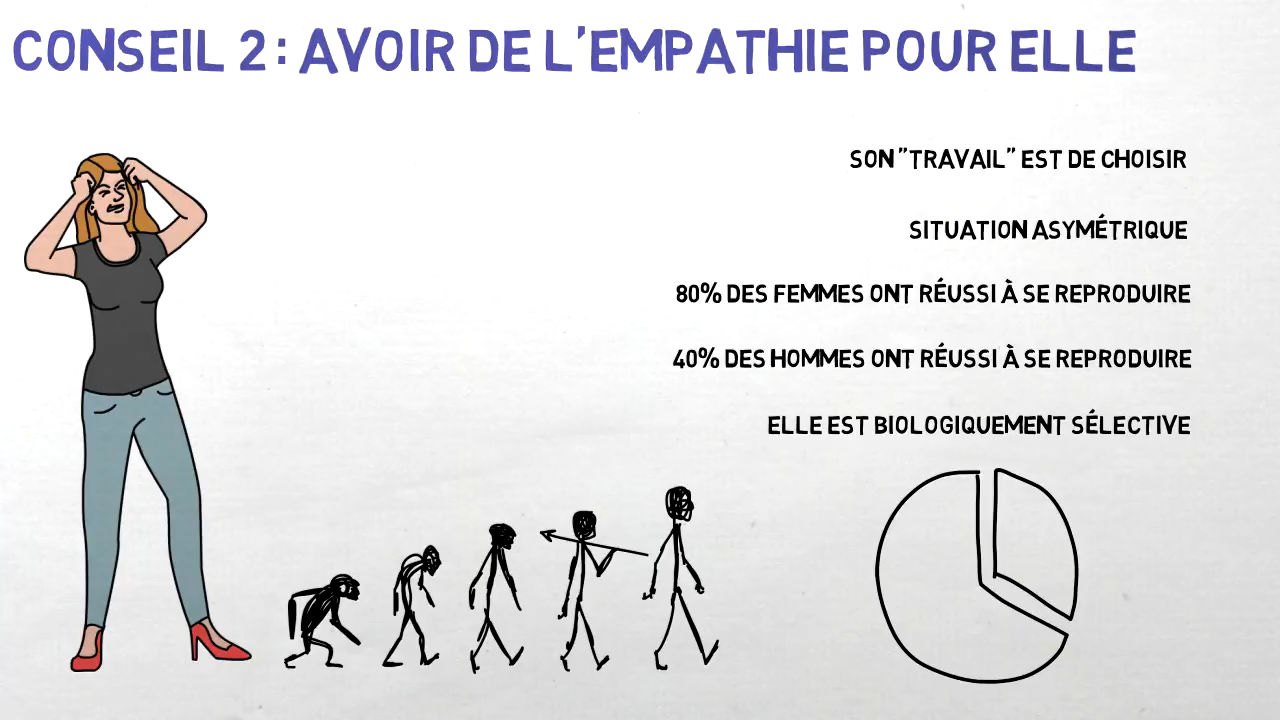 CONSEIL 2 : AVOIR DE L'EMPATHIE POUR ELLE
SON "TRAVAIL" EST DE CHOISIR
SITUATION ASYMÉTRIQUE
80% DES FEMMES ONT RÉUSSI À SE REPRODUIRE
40% DES HOMMES ONT RÉUSSI À SE REPRODUIRE
ELLE EST BIOLOGIQUEMENT SÉLECTIVE